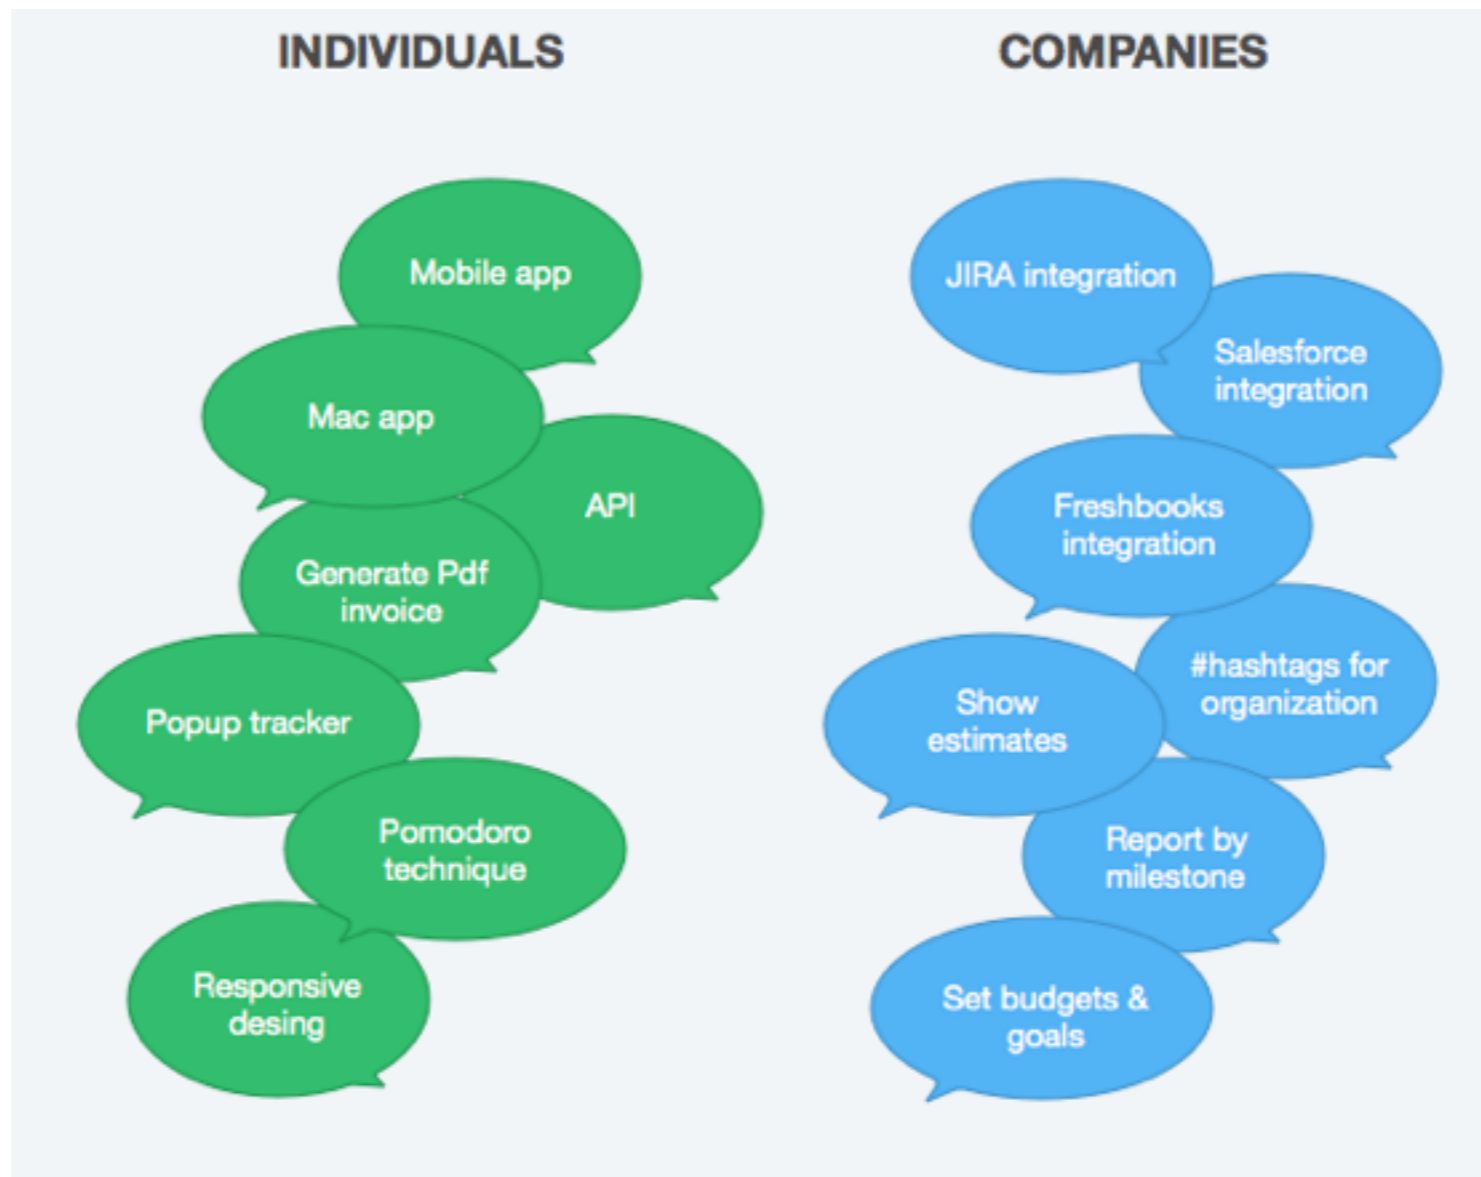 INDIVIDUALS
Mobile app
Mac app
API
Generate Pdf
invoice
Popup tracker
Pomodoro
technique
Responsive
desing
COMPANIES
JIRA integration
Salesforce
integration
Freshbooks
integration
#hashtags for
organization
Show
estimates
Report by
milestone
Set budgets &
goals